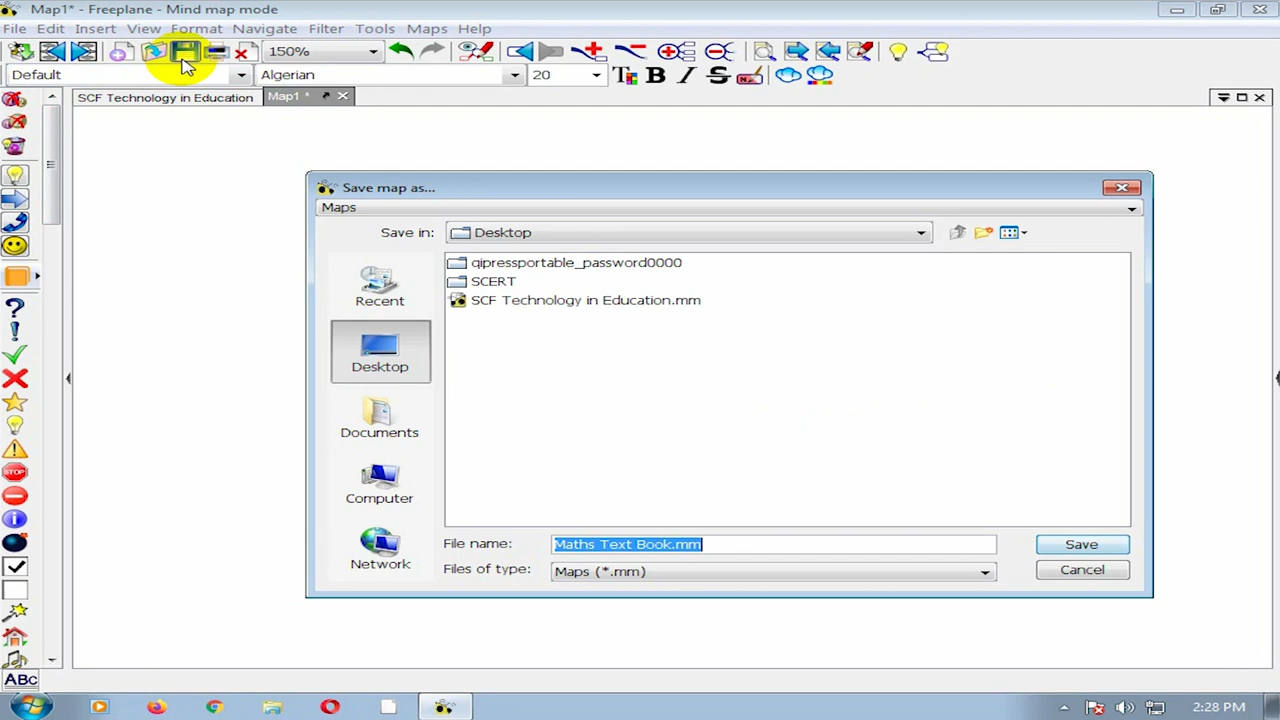 Map1* - Freeplane - Mind map mode
File Edit Insert View Format Navigate Filter Tools Maps Help
150%
Default Algerian 20 B I S
SCF Technology in Education Map1 *
Save map as...
Maps
Save in: Desktop
qipressportable_password0000
SCERT
SCF Technology in Education.mm
Recent
Desktop
Documents
Computer
Network
File name: Maths Text Book.mm Save
Files of type: Maps (*.mm) Cancel
STOP
ABc
2:28 PM